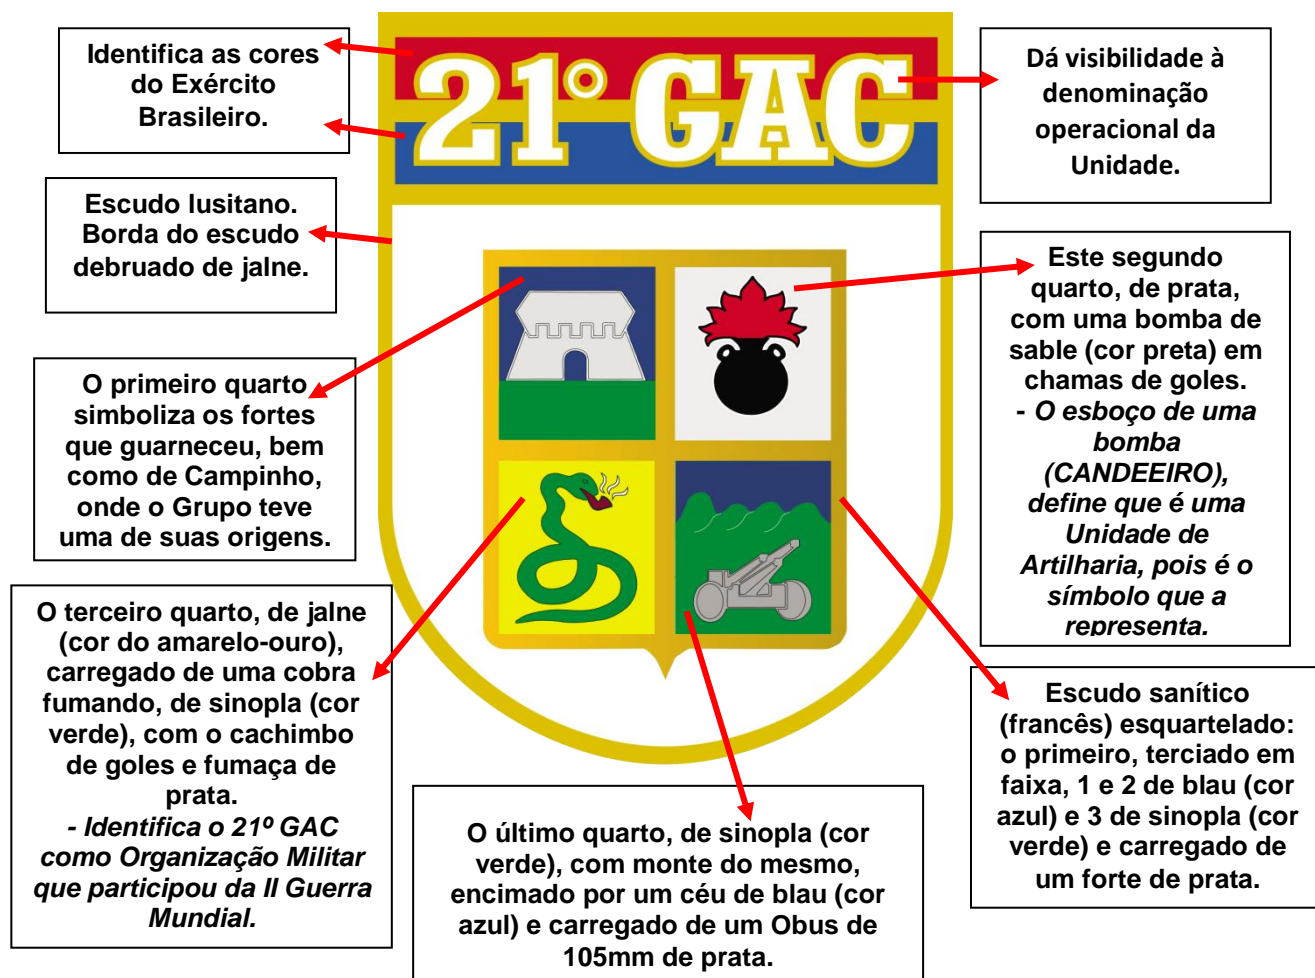 21° GAC
Identifica as cores
do Exército
Brasileiro.
Dá visibilidade à
denominação
operacional da
Unidade.
Escudo lusitano.
Borda do escudo
debruado de jalne.
Este segundo
quarto, de prata,
com uma bomba de
sable (cor preta) em
chamas de goles.
- O esboço de uma
bomba
(CANDEEIRO),
define que é uma
Unidade de
Artilharia, pois é o
símbolo que a
representa.
O primeiro quarto
simboliza os fortes
que guarneceu, bem
como de Campinho,
onde o Grupo teve
uma de suas origens.
O terceiro quarto, de jalne
(cor do amarelo-ouro),
carregado de uma cobra
fumando, de sinopla (cor
verde), com o cachimbo
de goles e fumaça de
prata.
- Identifica o 21º GAC
como Organização Militar
que participou da II Guerra
Mundial.
O último quarto, de sinopla (cor
verde), com monte do mesmo,
encimado por um céu de blau (cor
azul) e carregado de um Obus de
105mm de prata.
Escudo sanítico
(francês) esquartelado:
o primeiro, terciado em
faixa, 1 e 2 de blau (cor
azul) e 3 de sinopla (cor
verde) e carregado de
um forte de prata.